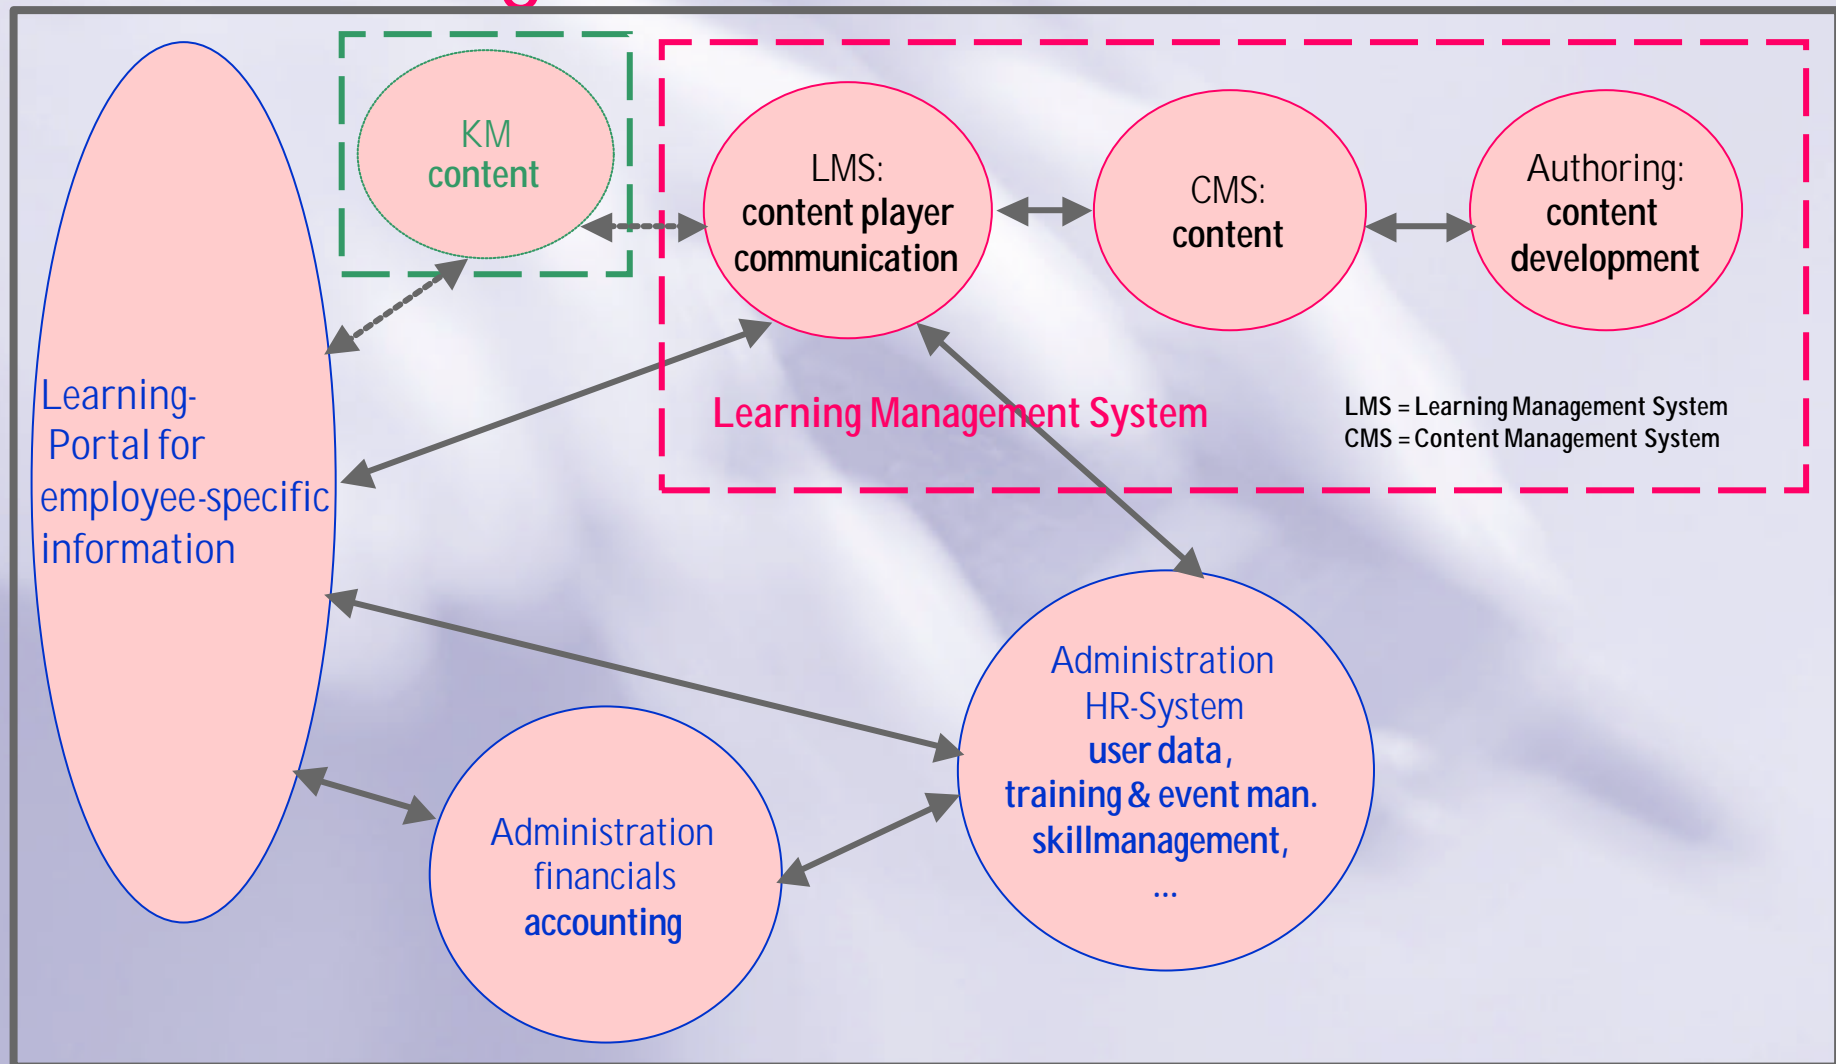 KM
content
LMS:
content player
communication
CMS:
content
Authoring:
content
development
Learning-
Portal for
employee-specific
information
Learning Management System
LMS = Learning Management System
CMS = Content Management System
Administration
HR-System
user data,
training & event man.
skillmanagement,
...
Administration
financials
accounting